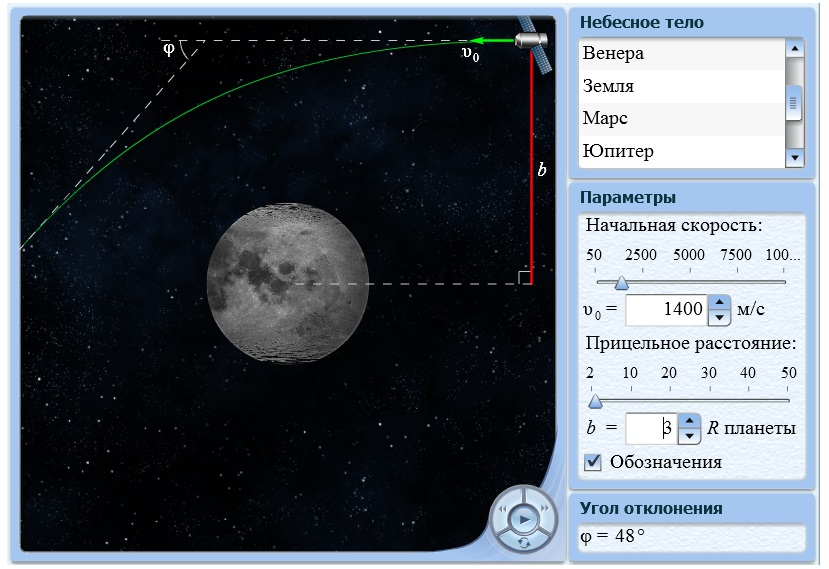 φ
υ0
b
Небесное тело
Венера
Земля
Марс
Юпитер
Параметры
Начальная скорость:
50 2500 5000 7500 100...
υ0 = 1400 м/с
Прицельное расстояние:
2 10 20 30 40 50
b = 3 R планеты
Обозначения
Угол отклонения
φ = 48°